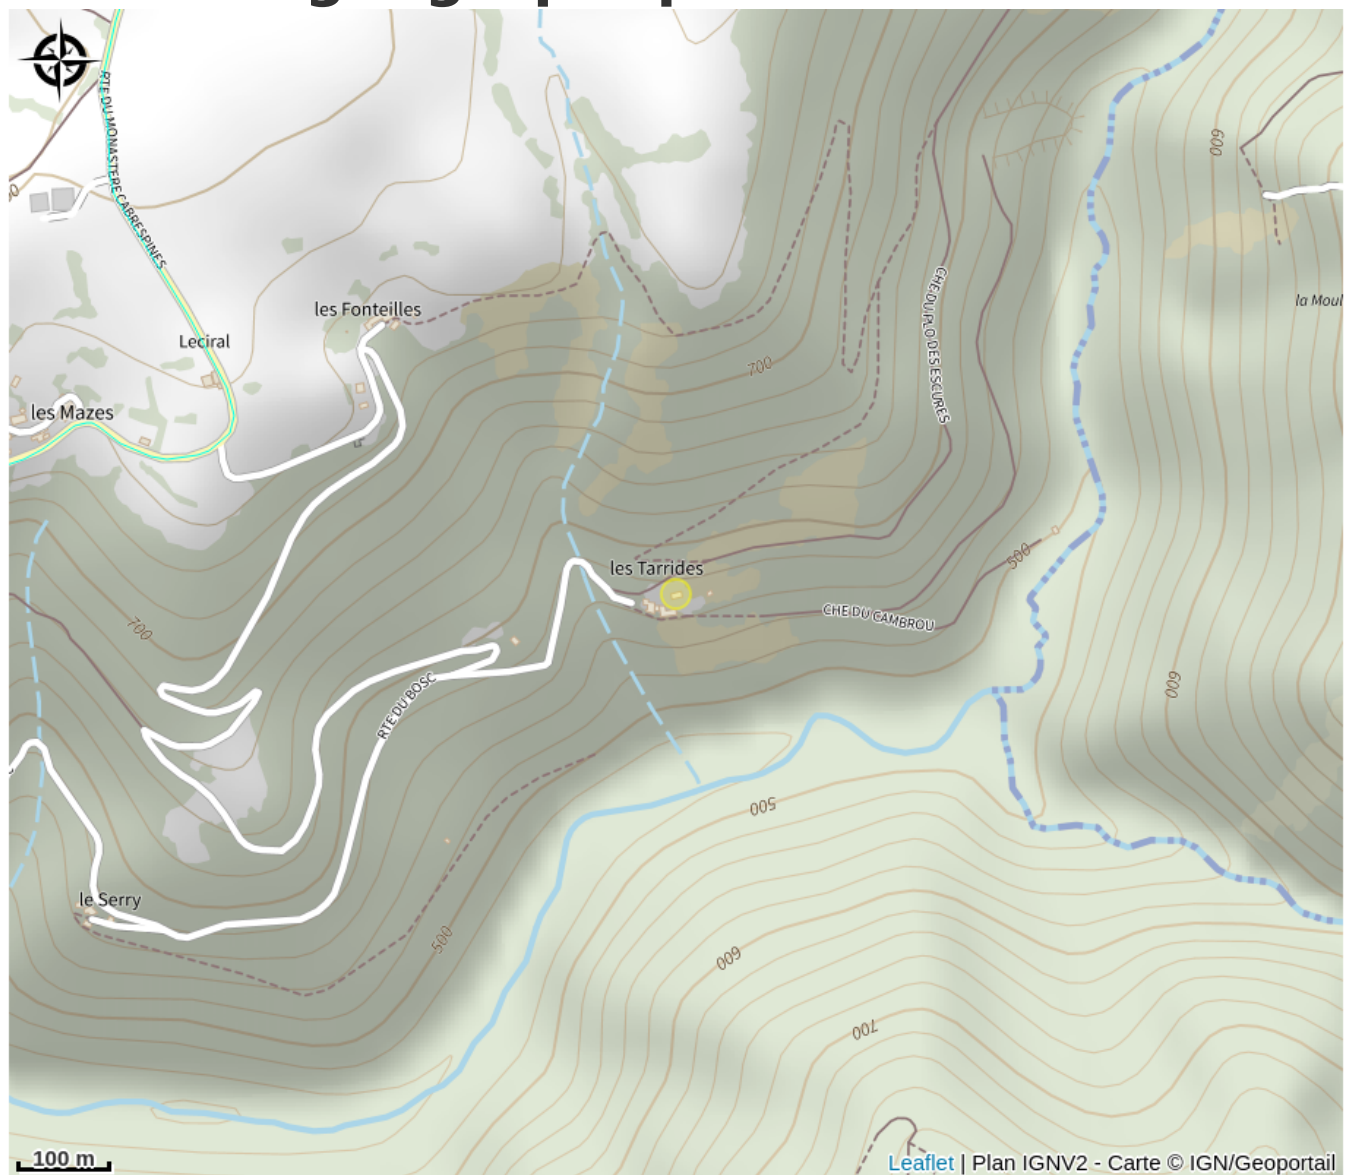 600
RTE DU MONASTERE CABRESPINES
les Fonteilles
la Moul
Leciral
CHE DU PLO DES ESCURES
700
les Mazes
500
les Tarrides
CHE DU CAMBROU
700
600
RTE DU BOSC
500
le Serry
500
600
700
100 m
Leaflet | Plan IGNV2 - Carte © IGN/Geoportail